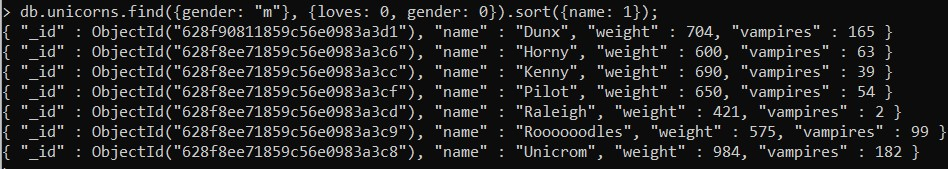 > db.unicorns.find({gender: "m"}, {loves: 0, gender: 0}).sort({name: 1});
{ "_id" : ObjectId("628f90811859c56e0983a3d1"), "name" : "Dunx", "weight" : 704, "vampires" : 165 }
{ "_id" : ObjectId("628f8ee71859c56e0983a3c6"), "name" : "Horny", "weight" : 600, "vampires" : 63 }
{ "_id" : ObjectId("628f8ee71859c56e0983a3cc"), "name" : "Kenny", "weight" : 690, "vampires" : 39 }
{ "_id" : ObjectId("628f8ee71859c56e0983a3cf"), "name" : "Pilot", "weight" : 650, "vampires" : 54 }
{ "_id" : ObjectId("628f8ee71859c56e0983a3cd"), "name" : "Raleigh", "weight" : 421, "vampires" : 2 }
{ "_id" : ObjectId("628f8ee71859c56e0983a3c9"), "name" : "Roooooodles", "weight" : 575, "vampires" : 99 }
{ "_id" : ObjectId("628f8ee71859c56e0983a3c8"), "name" : "Unicrom", "weight" : 984, "vampires" : 182 }